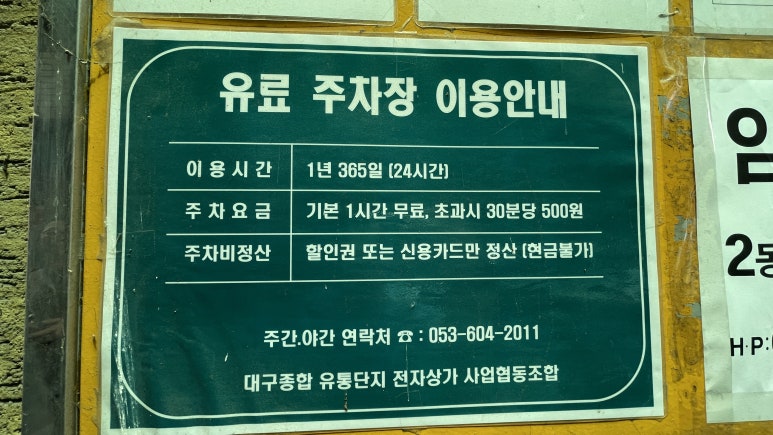 유료 주차장 이용안내
이 용 시 간 1년 365일 (24시간)
주 차 요 금 기본 1시간 무료, 초과시 30분당 500원
주차비정산 할인권 또는 신용카드만 정산 (현금불가)
주간.야간 연락처 ☎ : 053-604-2011
대구종합 유통단지 전자상가 사업협동조합
임
2동
H·P: